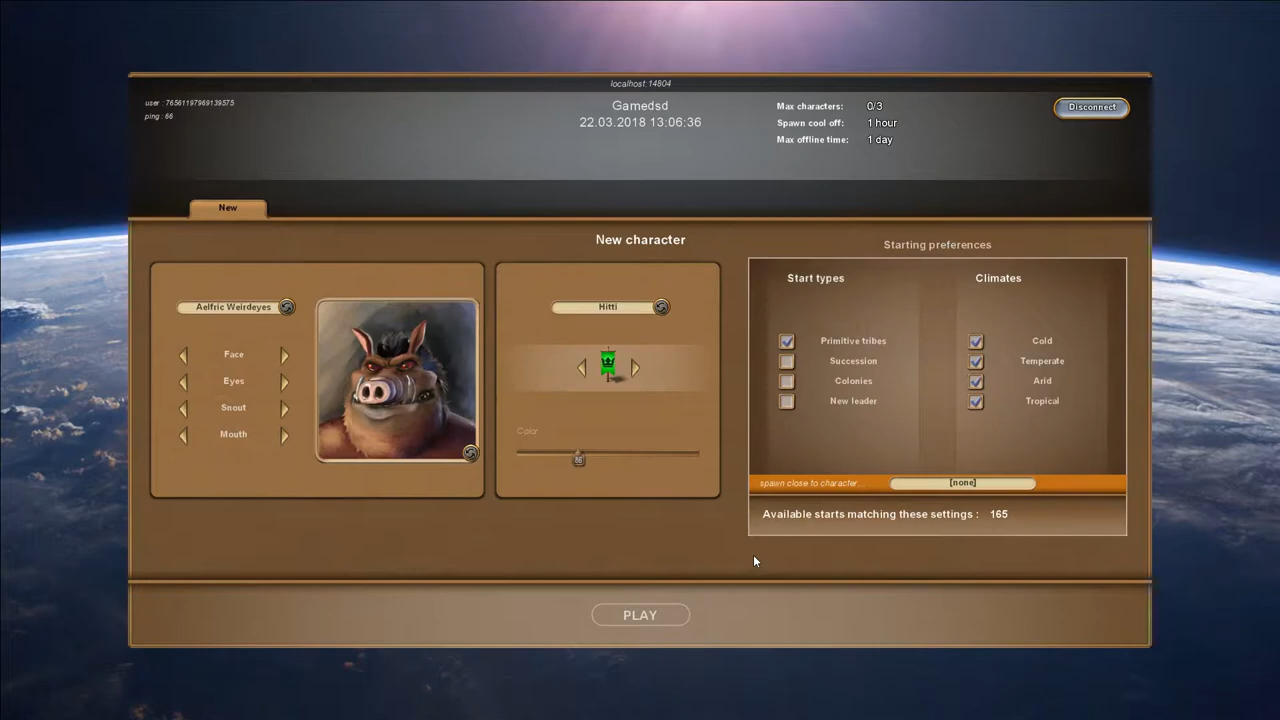 localhost:14804
user : 76561197969139575
ping : 66
Gamedsd
22.03.2018 13:06:36
Max characters: 0/3
Spawn cool off: 1 hour
Max offline time: 1 day
Disconnect
New
New character
Starting preferences
Aelfric Weirdeyes
Face
Eyes
Snout
Mouth
Hitti
Color
86
Start types
Primitive tribes
Succession
Colonies
New leader
Climates
Cold
Temperate
Arid
Tropical
spawn close to character... [none]
Available starts matching these settings : 165
PLAY